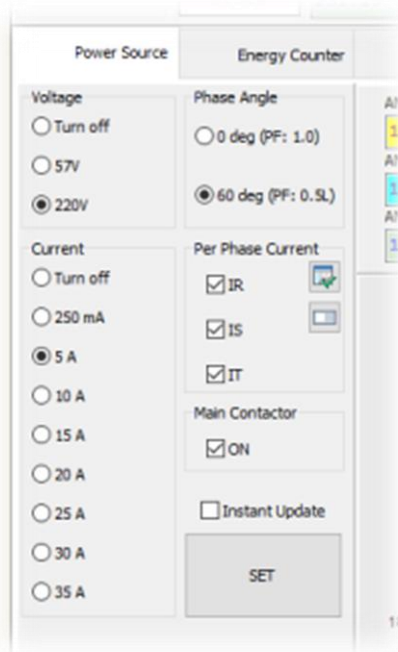 Power Source
Energy Counter
Voltage
Turn off
57V
220V
Phase Angle
0 deg (PF: 1.0)
60 deg (PF: 0.5L)
Current
Turn off
250 mA
5 A
10 A
15 A
20 A
25 A
30 A
35 A
Per Phase Current
IR
IS
IT
Main Contactor
ON
Instant Update
SET